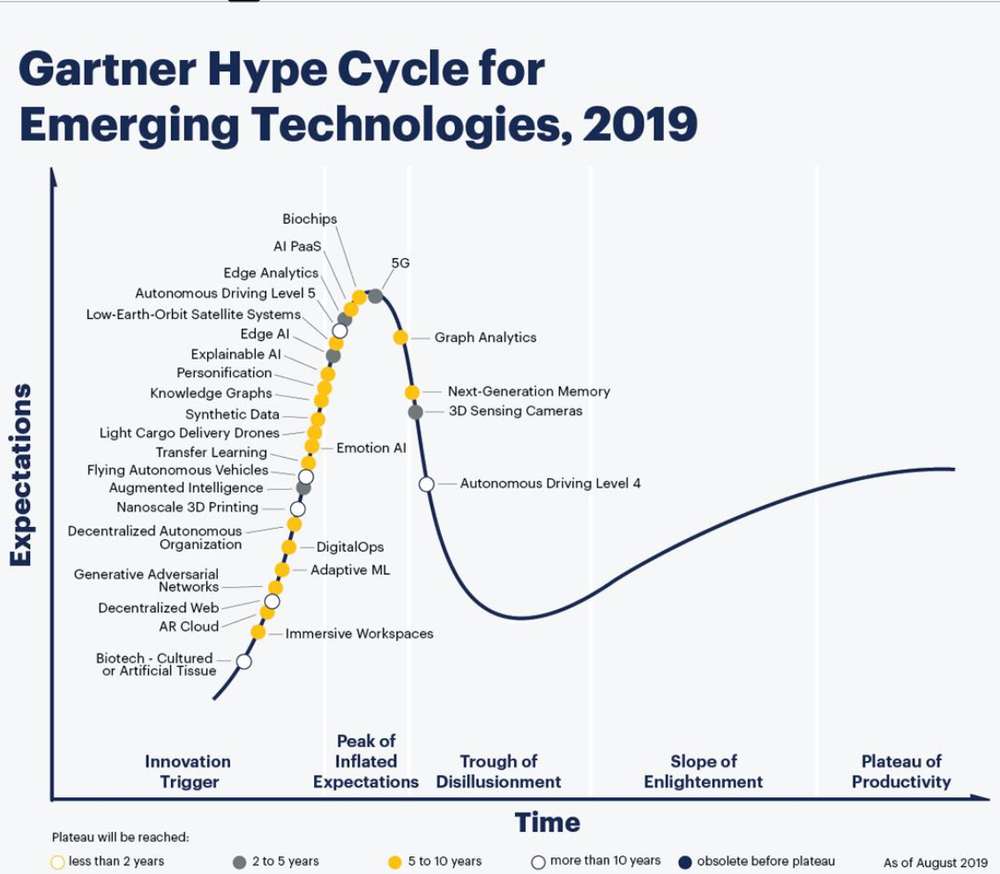 Gartner Hype Cycle for
Emerging Technologies, 2019
Expectations
Biochips
AI PaaS
5G
Edge Analytics
Autonomous Driving Level 5
Low-Earth-Orbit Satellite Systems
Edge AI
Graph Analytics
Explainable AI
Personification
Knowledge Graphs
Next-Generation Memory
3D Sensing Cameras
Synthetic Data
Light Cargo Delivery Drones
Emotion AI
Transfer Learning
Flying Autonomous Vehicles
Augmented Intelligence
Autonomous Driving Level 4
Nanoscale 3D Printing
Decentralized Autonomous
Organization
DigitalOps
Adaptive ML
Generative Adversarial
Networks
Decentralized Web
AR Cloud
Immersive Workspaces
Biotech - Cultured
or Artificial Tissue
Innovation
Trigger
Peak of
Inflated
Expectations
Trough of
Disillusionment
Slope of
Enlightenment
Plateau of
Productivity
Time
Plateau will be reached:
less than 2 years
2 to 5 years
5 to 10 years
more than 10 years
obsolete before plateau
As of August 2019